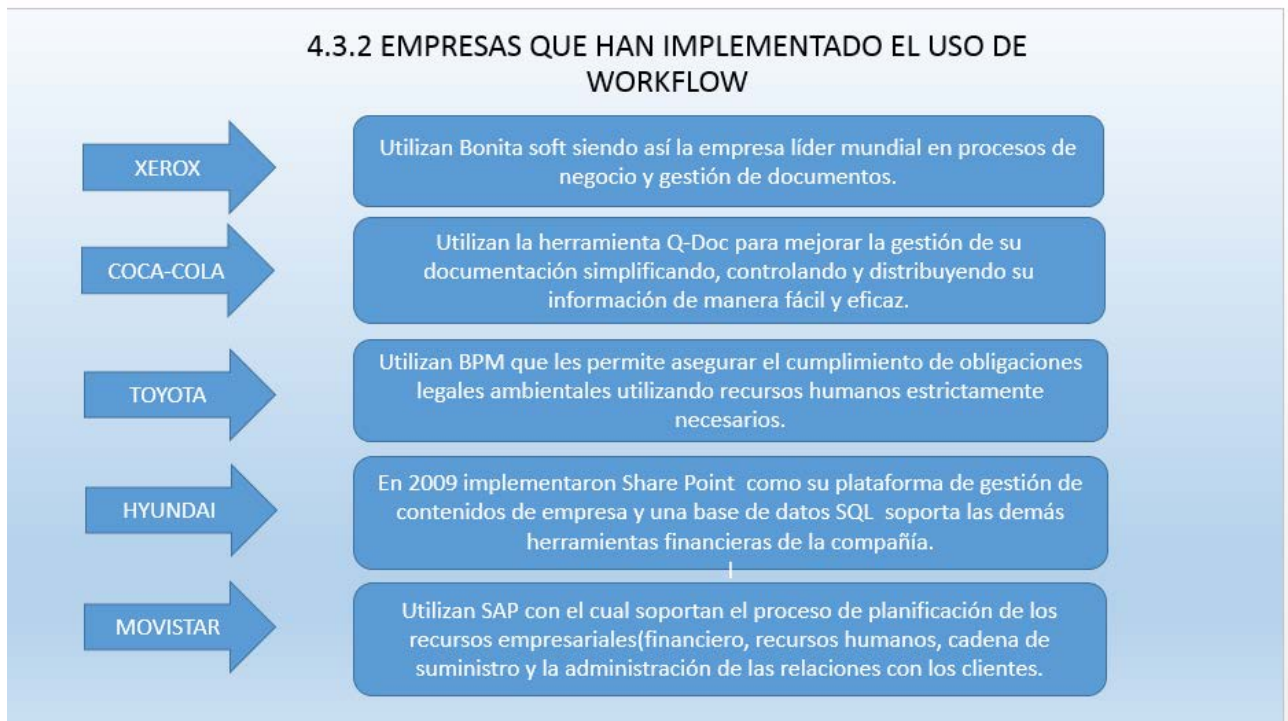 4.3.2 EMPRESAS QUE HAN IMPLEMENTADO EL USO DE
WORKFLOW
XEROX
Utilizan Bonita soft siendo así la empresa líder mundial en procesos de
negocio y gestión de documentos.
COCA-COLA
Utilizan la herramienta Q-Doc para mejorar la gestión de su
documentación simplificando, controlando y distribuyendo su
información de manera fácil y eficaz.
TOYOTA
Utilizan BPM que les permite asegurar el cumplimiento de obligaciones
legales ambientales utilizando recursos humanos estrictamente
necesarios.
HYUNDAI
En 2009 implementaron Share Point  como su plataforma de gestión de
contenidos de empresa y una base de datos SQL  soporta las demás
herramientas financieras de la compañía.
MOVISTAR
Utilizan SAP con el cual soportan el proceso de planificación de los
recursos empresariales(financiero, recursos humanos, cadena de
suministro y la administración de las relaciones con los clientes.